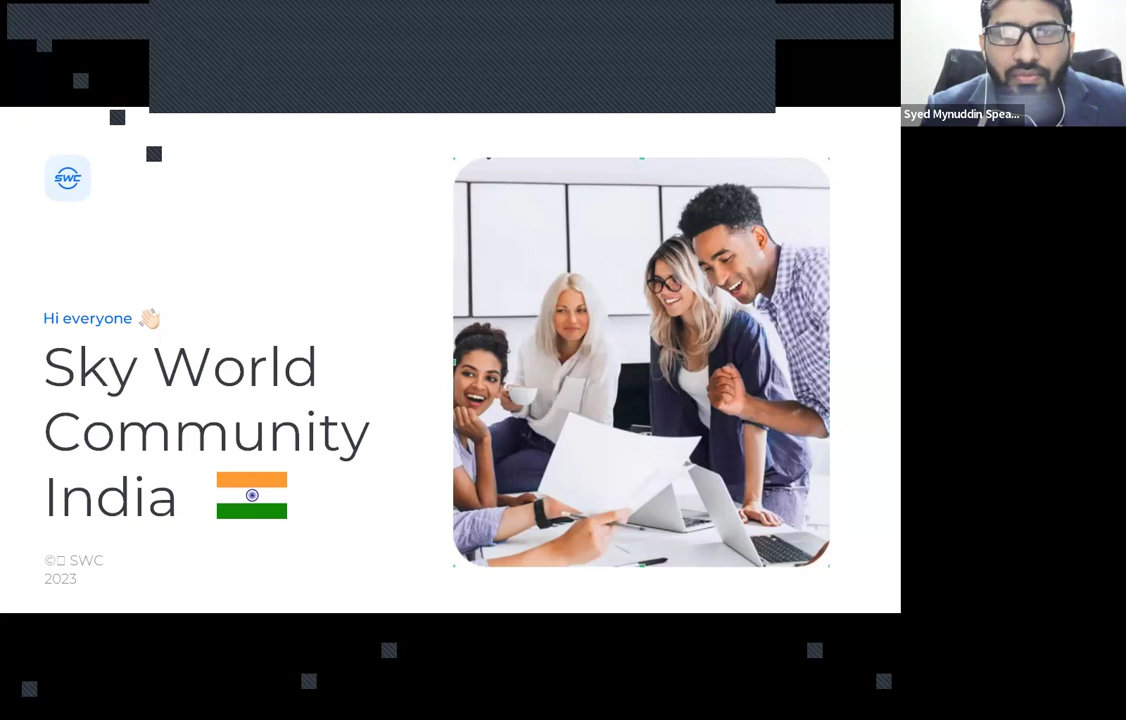 Syed Mynuddin Spea...
SWC
Hi everyone 👋🏻
Sky World
Community
India
© SWC
2023